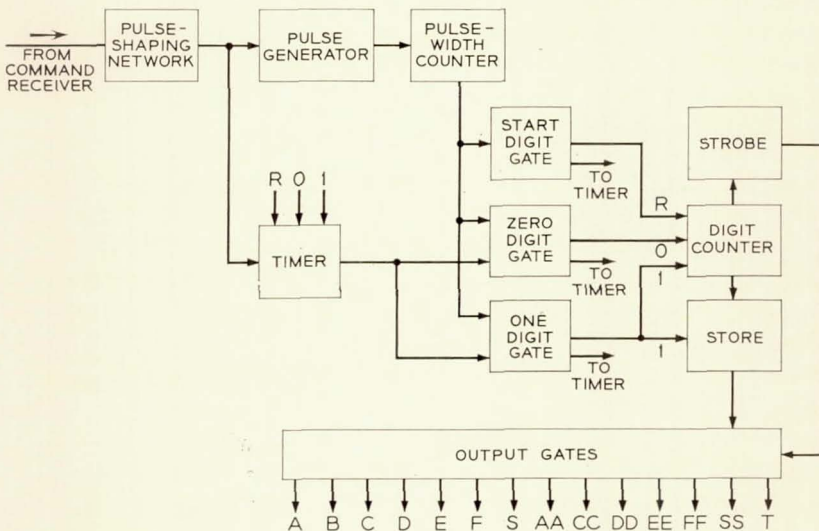 FROM
COMMAND
RECEIVER
PULSE-
SHAPING
NETWORK
PULSE
GENERATOR
PULSE-
WIDTH
COUNTER
START
DIGIT
GATE
TO
TIMER
STROBE
R O 1
TIMER
ZERO
DIGIT
GATE
TO
TIMER
R
O
1
DIGIT
COUNTER
ONE
DIGIT
GATE
TO
TIMER
1
STORE
OUTPUT GATES
A B C D E F S AA CC DD EE FF SS T